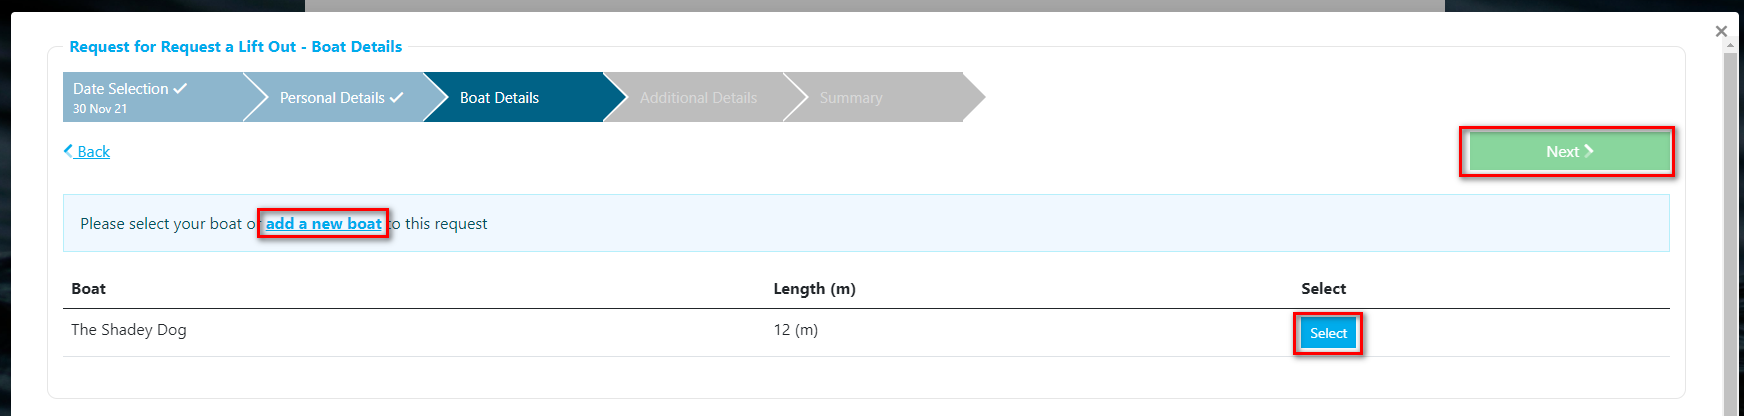 Request for Request a Lift Out - Boat Details
Date Selection
30 Nov 21
Personal Details
Boat Details
Additional Details
Summary
Back
Next
Please select your boat or add a new boat to this request
Boat Length (m) Select
The Shadey Dog 12 (m) Select